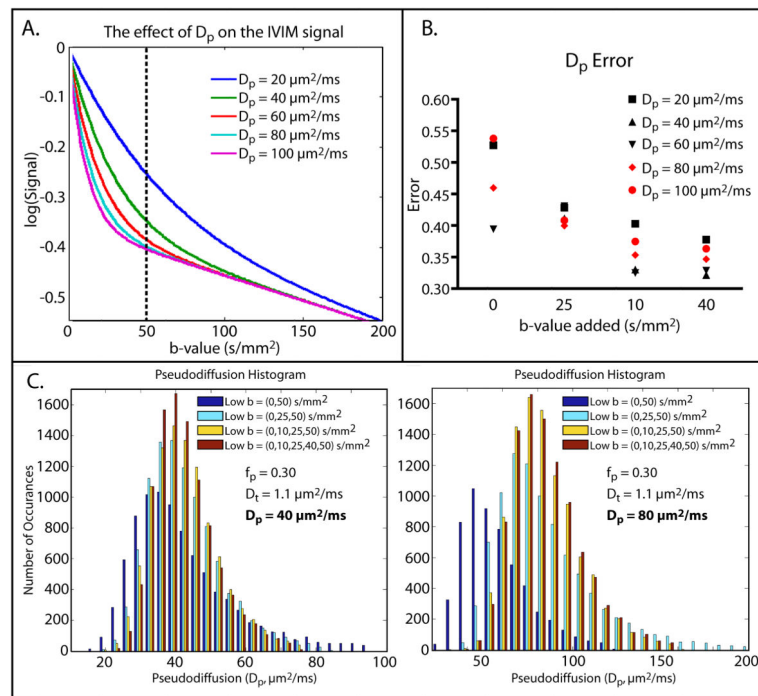 A.
The effect of Dp on the IVIM signal
log(Signal)
-0.1
-0.2
-0.3
-0.4
-0.5
Dp = 20 μm²/ms
Dp = 40 μm²/ms
Dp = 60 μm²/ms
Dp = 80 μm²/ms
Dp = 100 μm²/ms
0 50 100 150 200
b-value (s/mm²)
B.
Dp Error
Error
0.60
0.55
0.50
0.45
0.40
0.35
0.30
Dp = 20 μm²/ms
Dp = 40 μm²/ms
Dp = 60 μm²/ms
Dp = 80 μm²/ms
Dp = 100 μm²/ms
0 25 10 40
b-value added (s/mm²)
C.
Pseudodiffusion Histogram
Number of Occurances
1600
1400
1200
1000
800
600
400
200
0
Low b = (0,50) s/mm²
Low b = (0,25,50) s/mm²
Low b = (0,10,25,50) s/mm²
Low b = (0,10,25,40,50) s/mm²
fp = 0.30
Dt = 1.1 μm²/ms
Dp = 40 μm²/ms
20 40 60 80 100
Pseudodiffusion (Dp, μm²/ms)
Pseudodiffusion Histogram
1600
1400
1200
1000
800
600
400
200
0
Low b = (0,50) s/mm²
Low b = (0,25,50) s/mm²
Low b = (0,10,25,50) s/mm²
Low b = (0,10,25,40,50) s/mm²
fp = 0.30
Dt = 1.1 μm²/ms
Dp = 80 μm²/ms
50 100 150 200
Pseudodiffusion (Dp, μm²/ms)